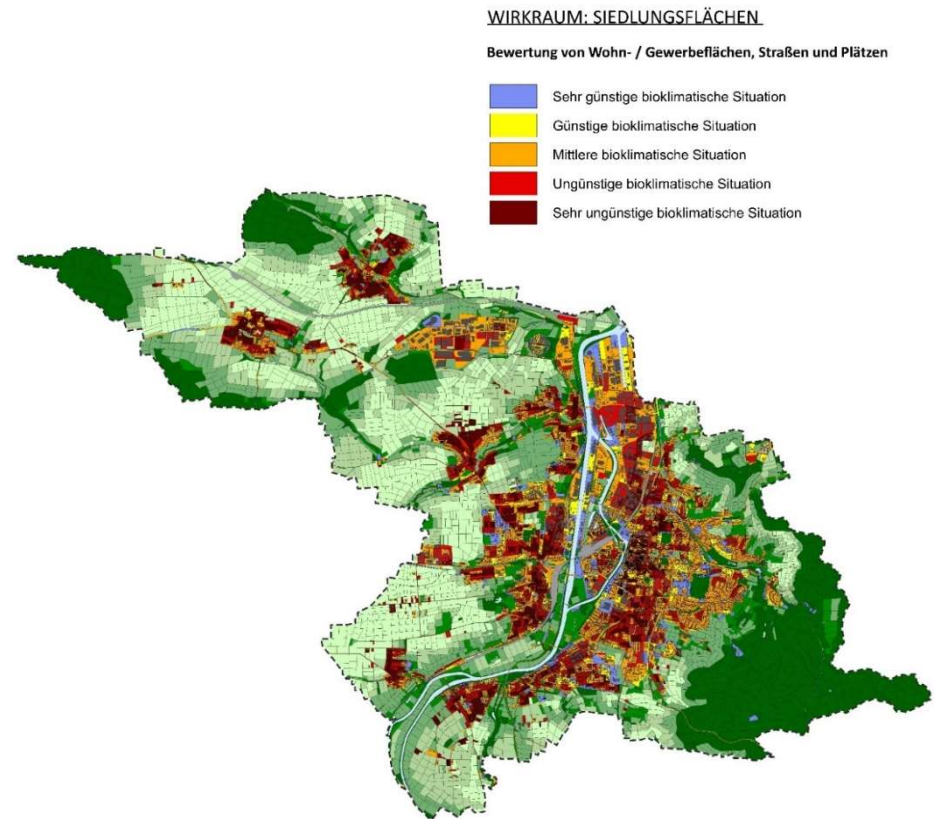 WIRKRAUM: SIEDLUNGSFLÄCHEN
Bewertung von Wohn- / Gewerbeflächen, Straßen und Plätzen
Sehr günstige bioklimatische Situation
Günstige bioklimatische Situation
Mittlere bioklimatische Situation
Ungünstige bioklimatische Situation
Sehr ungünstige bioklimatische Situation